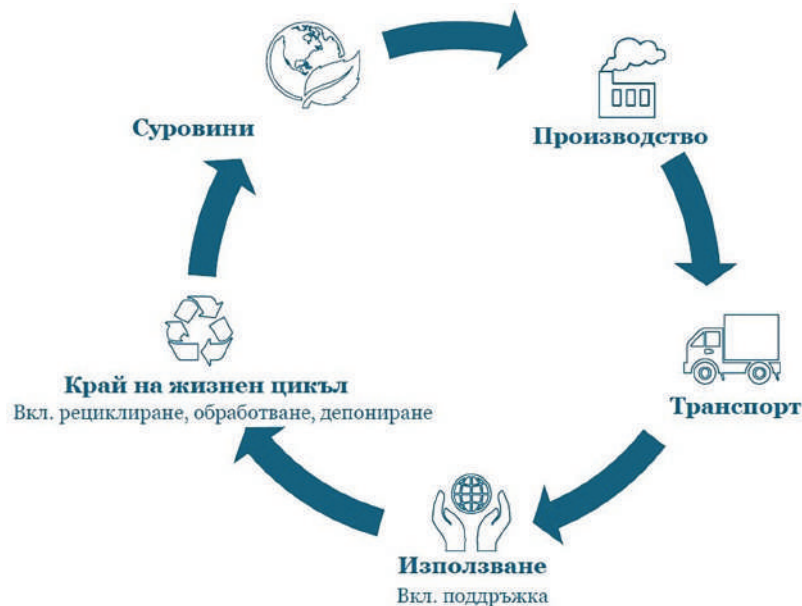 Суровини
Производство
Транспорт
Използване
Вкл. поддръжка
Край на жизнен цикъл
Вкл. рециклиране, обработване, депониране